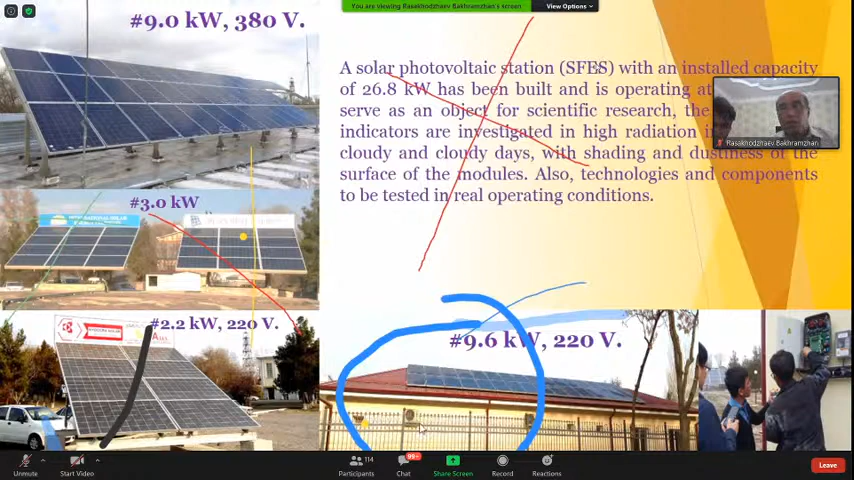 You are viewing Rasakhodzhaev Bakhramzhan's screen
View Options
#9.0 kW, 380 V.
A solar photovoltaic station (SFES) with an installed capacity
of 26.8 kW has been built and is operating at
serve as an object for scientific research, the
indicators are investigated in high radiation
cloudy and cloudy days, with shading and dustiness of the
surface of the modules. Also, technologies and components
to be tested in real operating conditions.
Rasakhodzhaev Bakhramzhan
#3.0 kW
#2.2 kW, 220 V.
#9.6 kW, 220 V.
Unmute
Start Video
Participants
114
Chat
99+
Share Screen
Record
Reactions
Leave